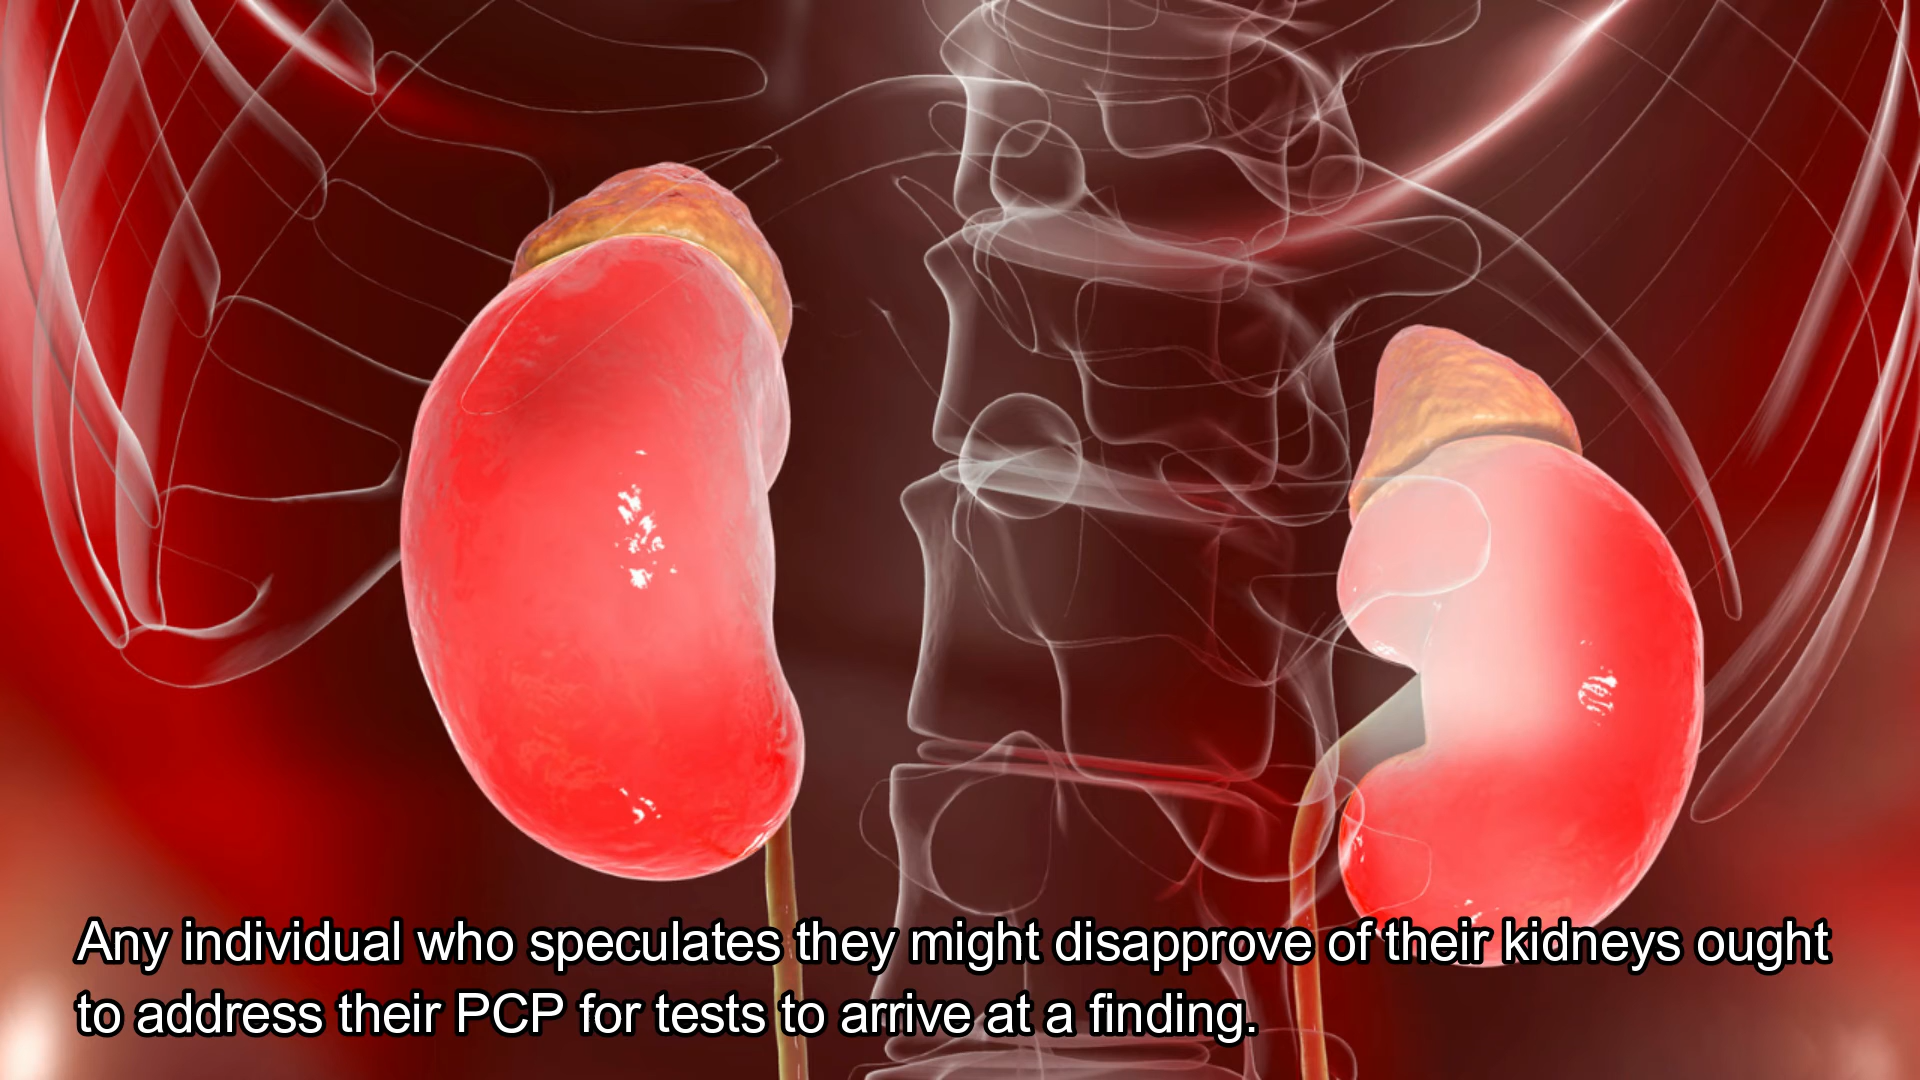 Any individual who speculates they might disapprove of their kidneys ought
to address their PCP for tests to arrive at a finding.